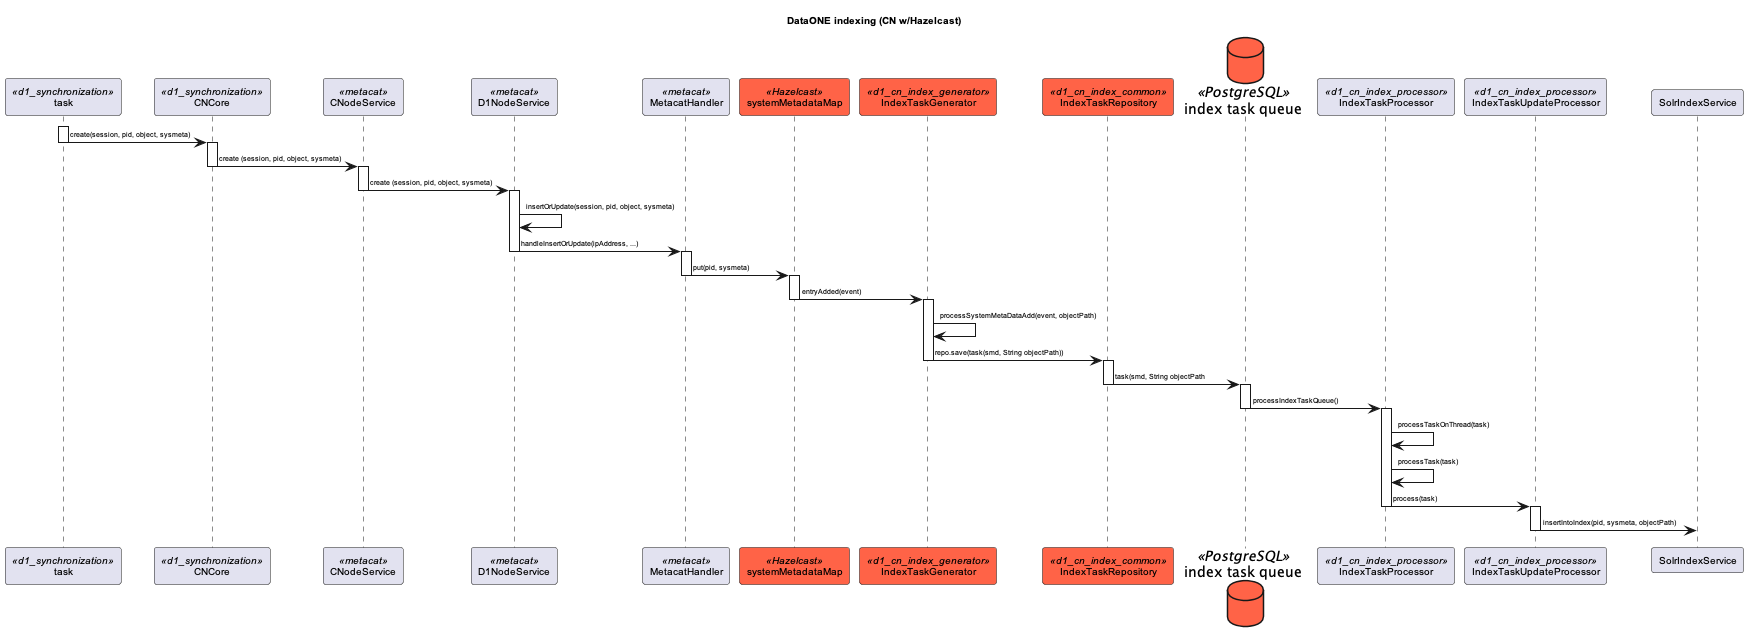 DataONE indexing (CN w/Hazelcast)
«d1_synchronization»
task
«d1_synchronization»
CNCore
«metacat»
CNodeService
«metacat»
D1NodeService
«metacat»
MetacatHandler
«Hazelcast»
systemMetadataMap
«d1_cn_index_generator»
IndexTaskGenerator
«d1_cn_index_common»
IndexTaskRepository
«PostgreSQL»
index task queue
«d1_cn_index_processor»
IndexTaskProcessor
«d1_cn_index_processor»
IndexTaskUpdateProcessor
SolrIndexService
create(session, pid, object, sysmeta)
create (session, pid, object, sysmeta)
create (session, pid, object, sysmeta)
insertOrUpdate(session, pid, object, sysmeta)
handleInsertOrUpdate(ipAddress, ...)
put(pid, sysmeta)
entryAdded(event)
processSystemMetaDataAdd(event, objectPath)
repo.save(task(smd, String objectPath))
task(smd, String objectPath
processIndexTaskQueue()
processTaskOnThread(task)
processTask(task)
process(task)
insertIntoIndex(pid, sysmeta, objectPath)
«d1_synchronization»
task
«d1_synchronization»
CNCore
«metacat»
CNodeService
«metacat»
D1NodeService
«metacat»
MetacatHandler
«Hazelcast»
systemMetadataMap
«d1_cn_index_generator»
IndexTaskGenerator
«d1_cn_index_common»
IndexTaskRepository
«PostgreSQL»
index task queue
«d1_cn_index_processor»
IndexTaskProcessor
«d1_cn_index_processor»
IndexTaskUpdateProcessor
SolrIndexService